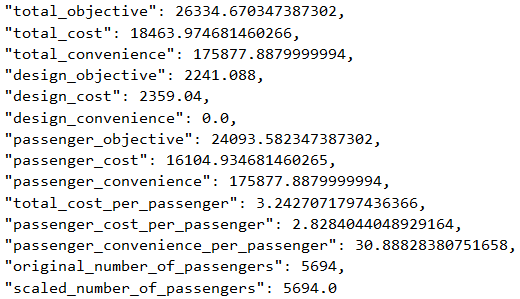 "total_objective": 26334.670347387302,
"total_cost": 18463.974681460266,
"total_convenience": 175877.8879999994,
"design_objective": 2241.088,
"design_cost": 2359.04,
"design_convenience": 0.0,
"passenger_objective": 24093.582347387302,
"passenger_cost": 16104.934681460265,
"passenger_convenience": 175877.8879999994,
"total_cost_per_passenger": 3.2427071797436366,
"passenger_cost_per_passenger": 2.8284044048929164,
"passenger_convenience_per_passenger": 30.88828380751658,
"original_number_of_passengers": 5694,
"scaled_number_of_passengers": 5694.0